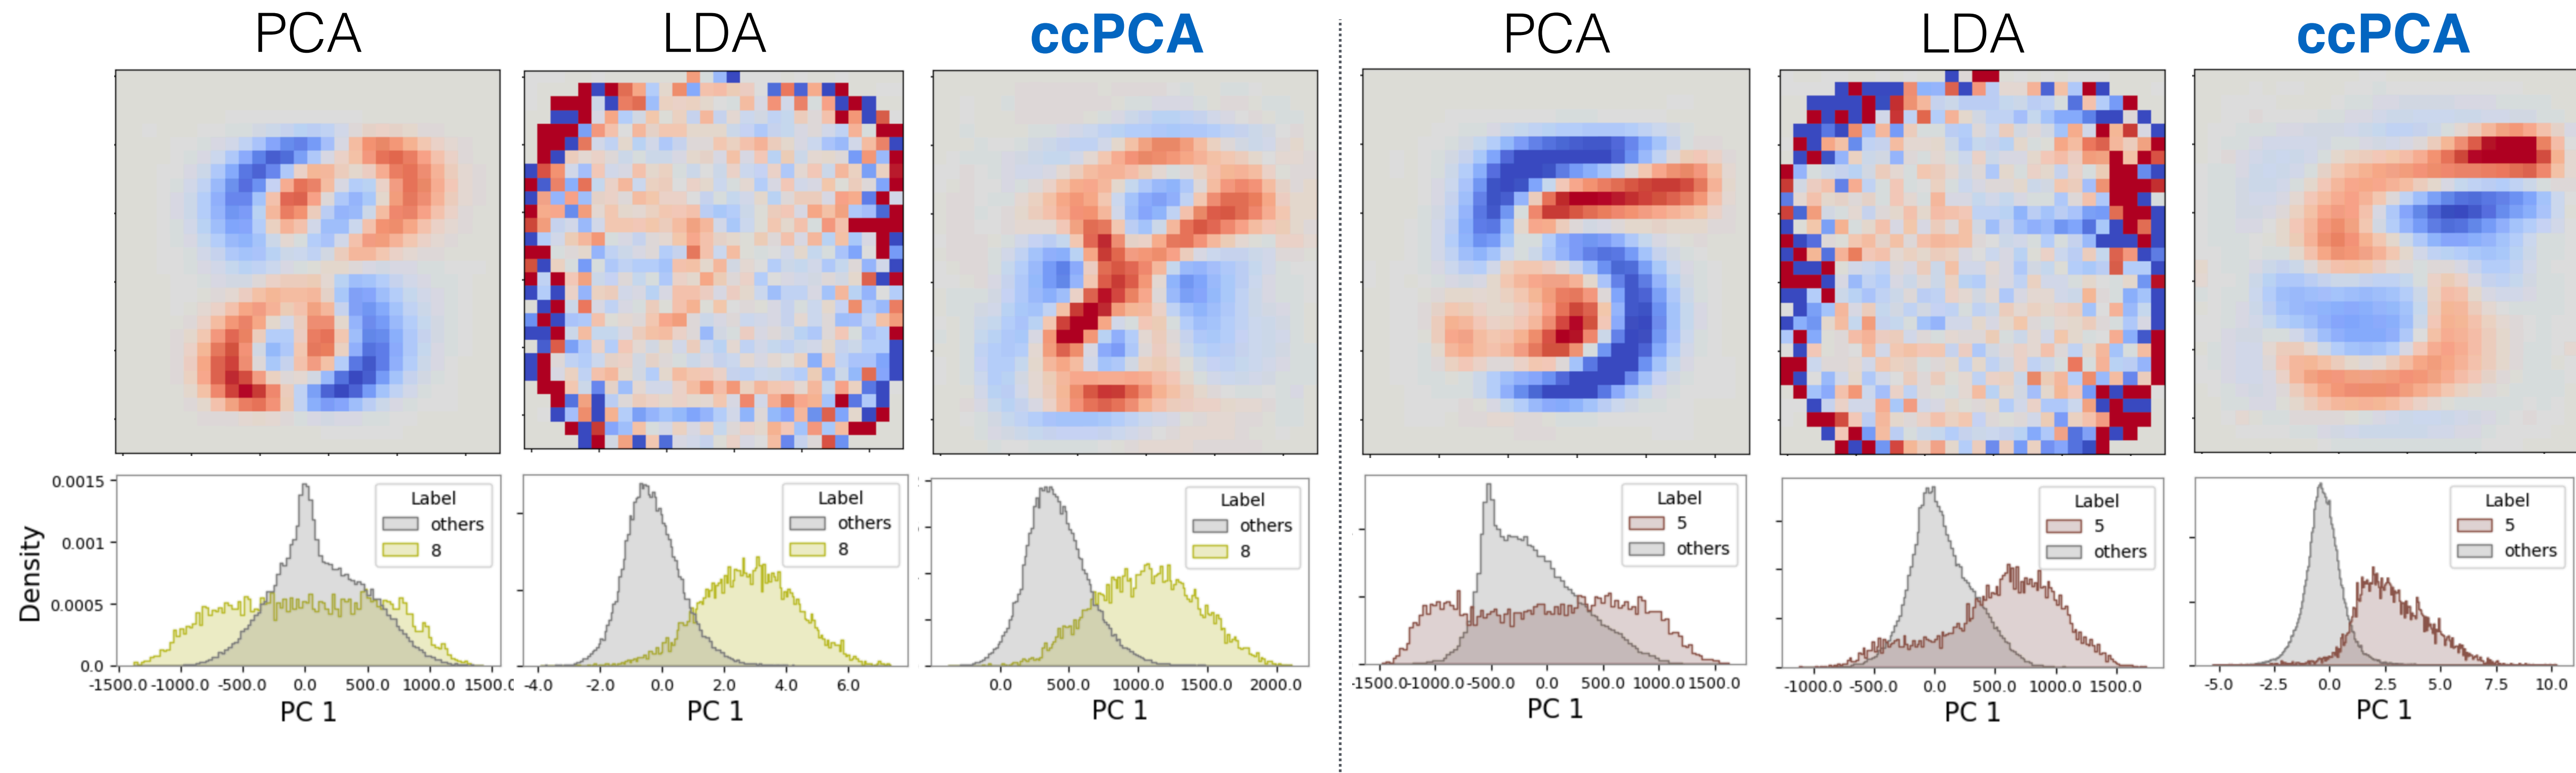 PCA LDA ccPCA PCA LDA ccPCA
Label Label Label Label Label Label
others others others 5 5 5
8 8 8 others others others
0.0015
0.001
0.0005
0.0
Density
-1500.0 -1000.0 -500.0 0.0 500.0 1000.0 1500.0
-4.0 -2.0 0.0 2.0 4.0 6.0
0.0 500.0 1000.0 1500.0 2000.0
-1500.0 -1000.0 -500.0 0.0 500.0 1000.0 1500.0
-1000.0 -500.0 0.0 500.0 1000.0 1500.0
-5.0 -2.5 0.0 2.5 5.0 7.5 10.0
PC 1 PC 1 PC 1 PC 1 PC 1 PC 1